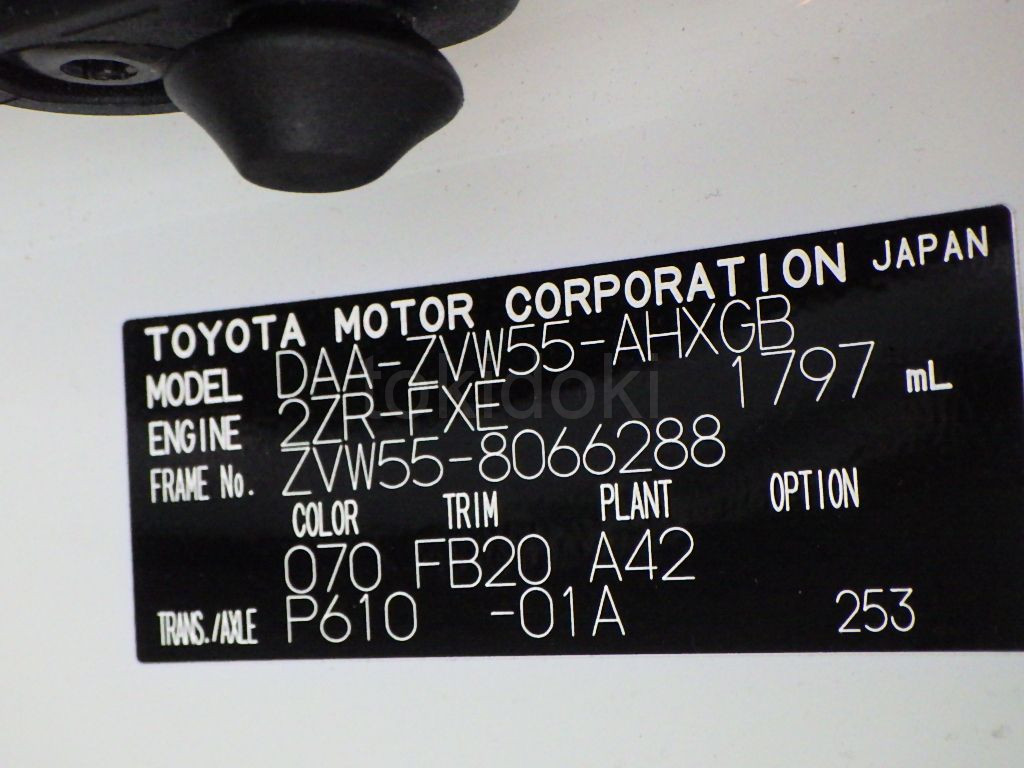 TOYOTA MOTOR CORPORATION JAPAN
MODEL DAA-ZVW55-AHXGB
ENGINE 2ZR-FXE 1797 mL
FRAME No. ZVW55-8066288
COLOR TRIM PLANT OPTION
070 FB20 A42
TRANS./AXLE P610 -01A 253
tokidoki